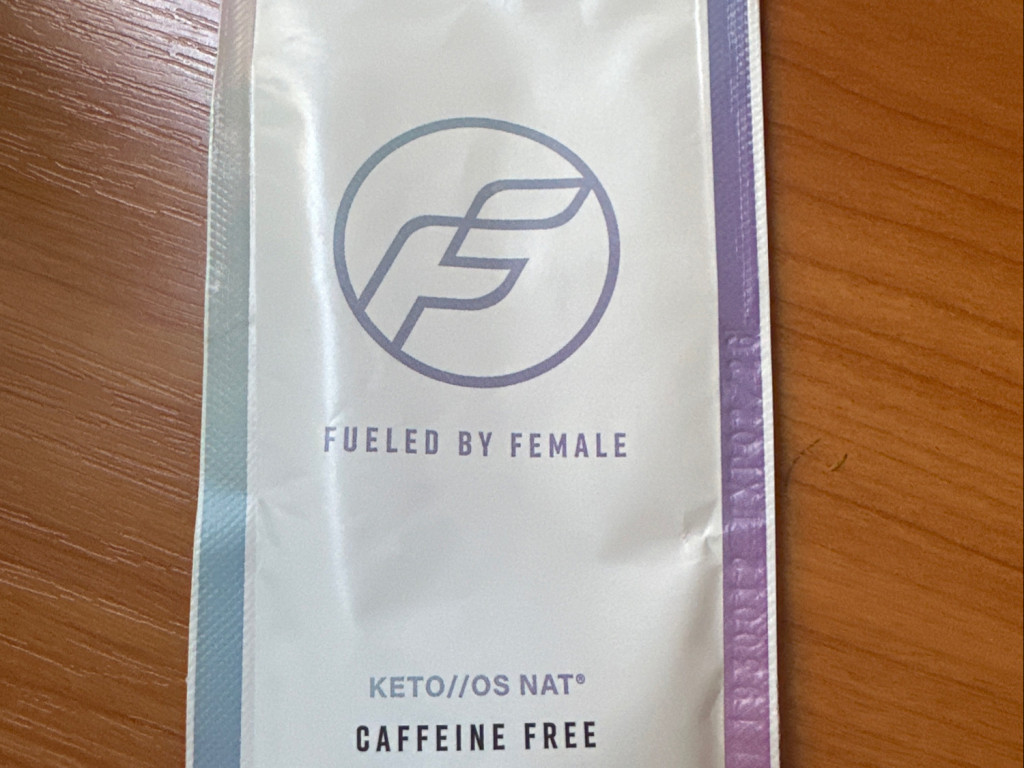 FUELED BY FEMALE
KETO//OS NAT®
CAFFEINE FREE